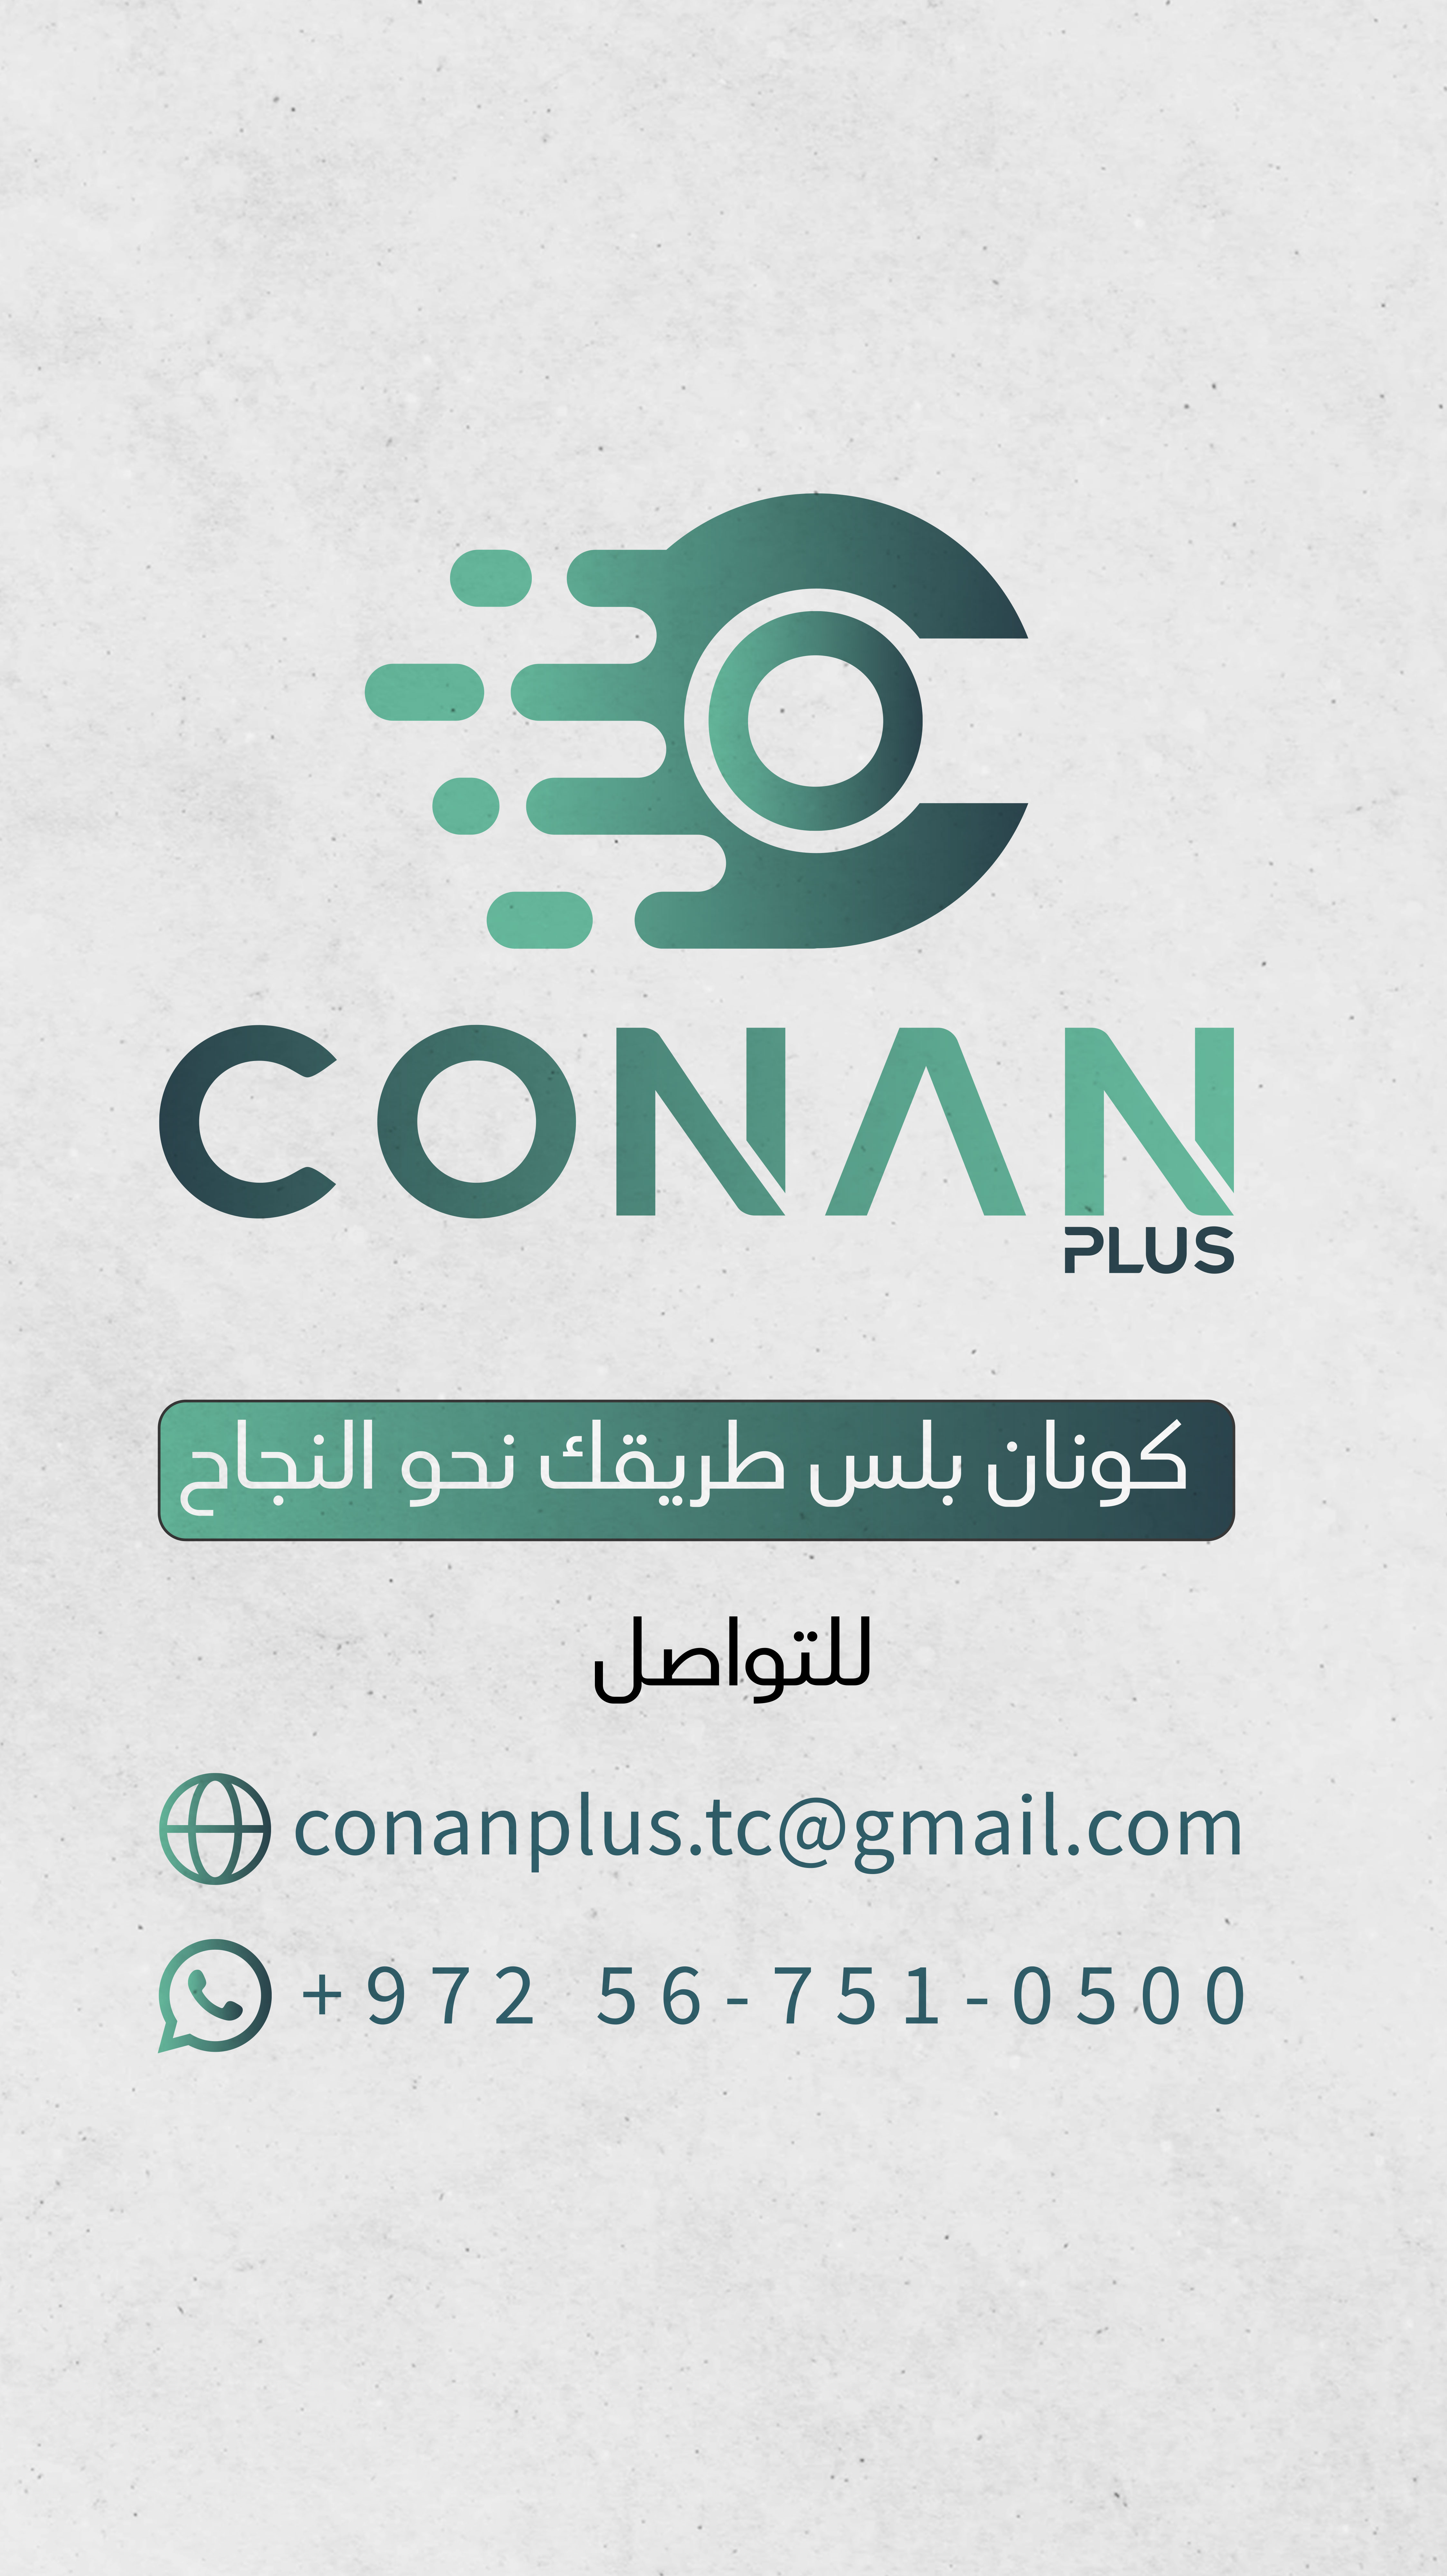 CONAN
PLUS
كونان بلس طريقك نحو النجاح
للتواصل
conanplus.tc@gmail.com
+972 56-751-0500